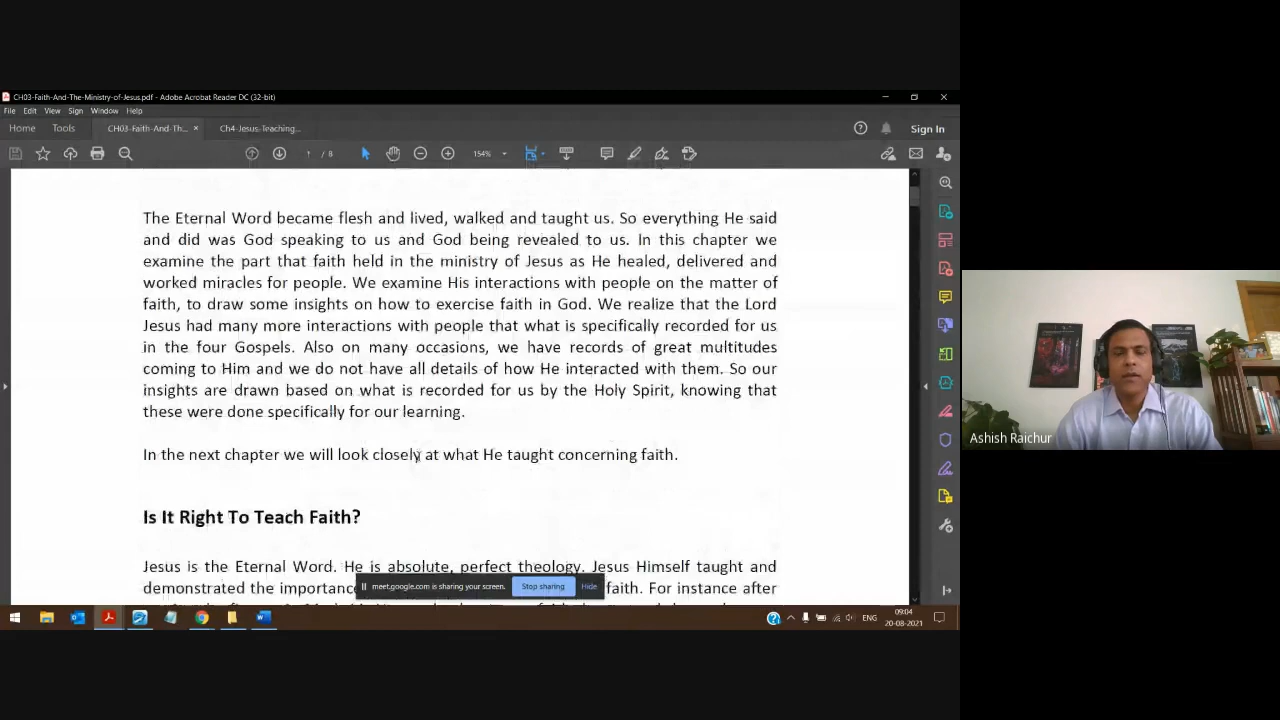 CH03-Faith-And-The-Ministry-of-Jesus.pdf - Adobe Acrobat Reader DC (32-bit)
File Edit View Sign Window Help
Home Tools CH03-Faith-And-Th... × Ch4-Jesus-Teaching... Sign In
1 / 8 154%
The Eternal Word became flesh and lived, walked and taught us. So everything He said
and did was God speaking to us and God being revealed to us. In this chapter we
examine the part that faith held in the ministry of Jesus as He healed, delivered and
worked miracles for people. We examine His interactions with people on the matter of
faith, to draw some insights on how to exercise faith in God. We realize that the Lord
Jesus had many more interactions with people that what is specifically recorded for us
in the four Gospels. Also on many occasions, we have records of great multitudes
coming to Him and we do not have all details of how He interacted with them. So our
insights are drawn based on what is recorded for us by the Holy Spirit, knowing that
these were done specifically for our learning.
In the next chapter we will look closely at what He taught concerning faith.
Is It Right To Teach Faith?
Jesus is the Eternal Word. He is absolute, perfect theology. Jesus Himself taught and
demonstrated the importance faith. For instance after
meet.google.com is sharing your screen. Stop sharing Hide
ENG 09:04
20-08-2021
Ashish Raichur